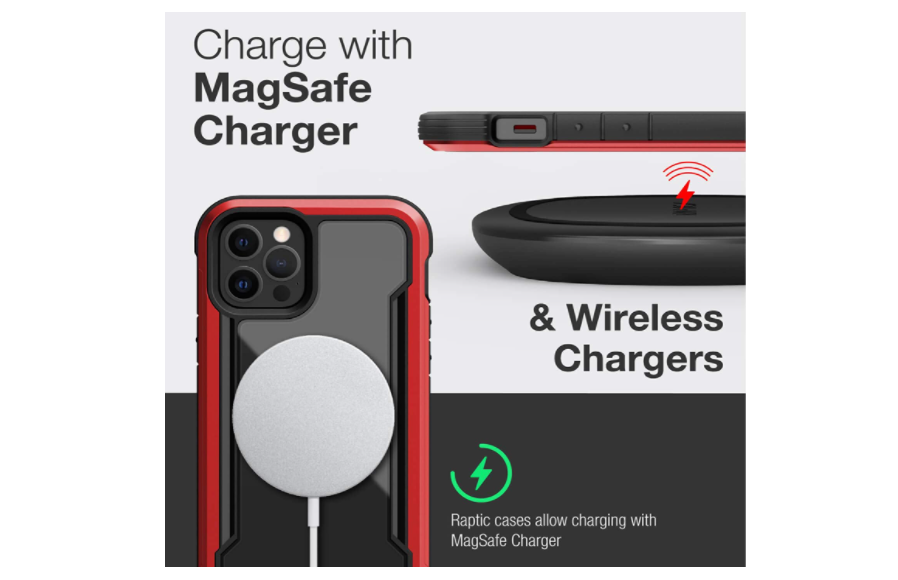 Charge with
MagSafe
Charger
& Wireless
Chargers
Raptic cases allow charging with
MagSafe Charger